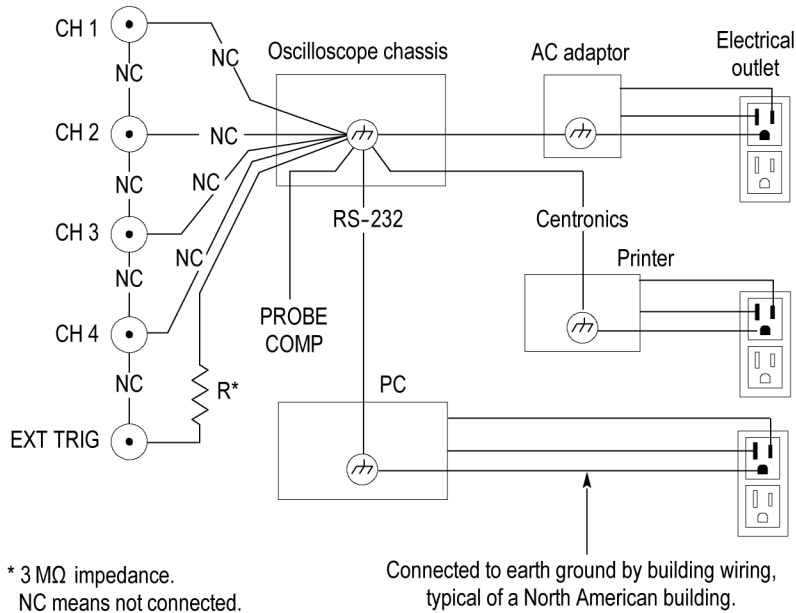 CH 1
NC
Oscilloscope chassis
AC adaptor
Electrical
outlet
NC
CH 2
NC
NC
NC
CH 3
RS-232
Centronics
NC
NC
Printer
CH 4
PROBE
COMP
NC
R*
PC
EXT TRIG
* 3 MΩ impedance.
NC means not connected.
Connected to earth ground by building wiring,
typical of a North American building.